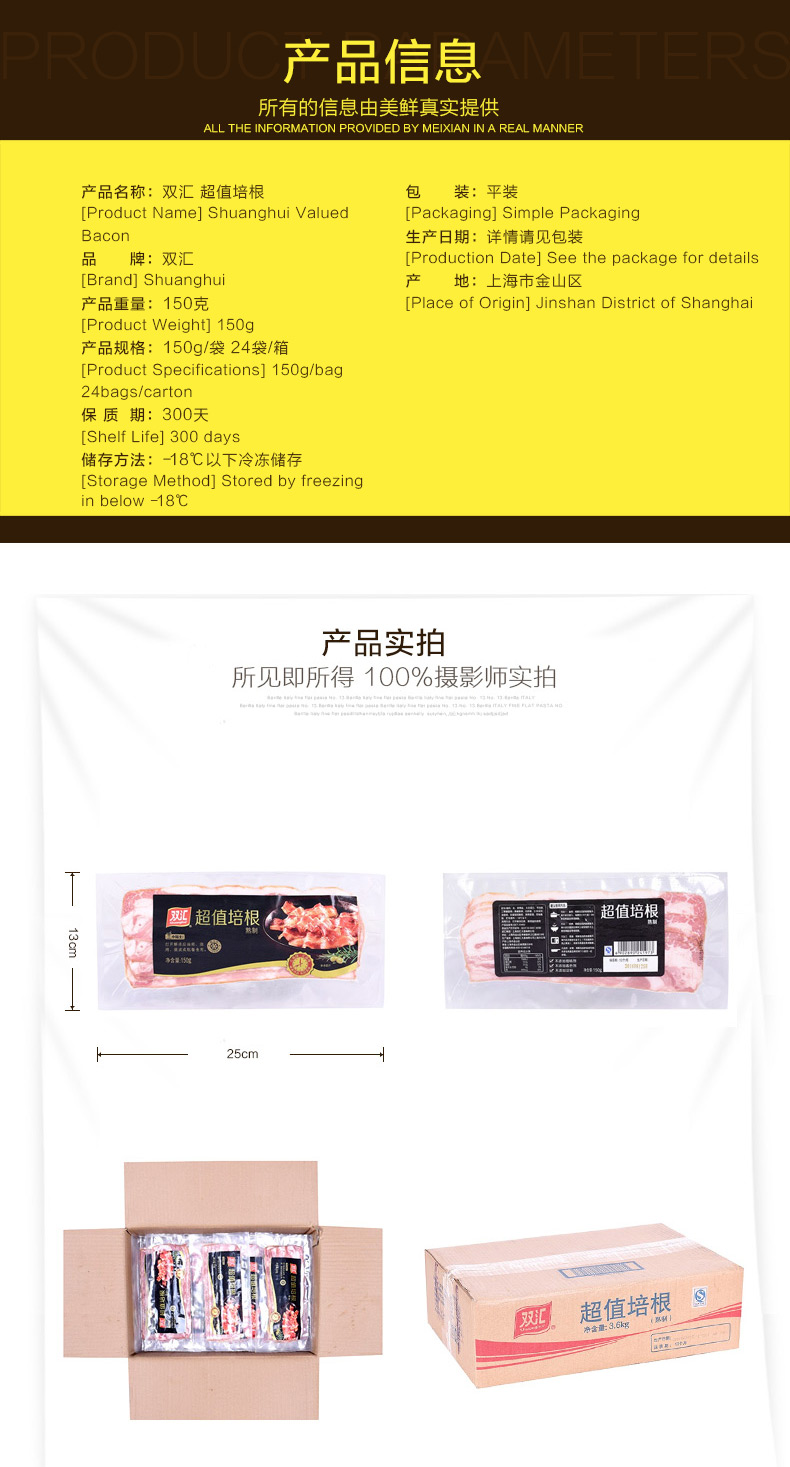 PRODUCT PARAMETERS
产品信息
所有的信息由美鲜真实提供
ALL THE INFORMATION PROVIDED BY MEIXIAN IN A REAL MANNER
产品名称：双汇 超值培根
[Product Name] Shuanghui Valued
Bacon
品 牌：双汇
[Brand] Shuanghui
产品重量：150克
[Product Weight] 150g
产品规格：150g/袋 24袋/箱
[Product Specifications] 150g/bag
24bags/carton
保 质 期：300天
[Shelf Life] 300 days
储存方法：-18℃以下冷冻储存
[Storage Method] Stored by freezing
in below -18℃
包 装：平装
[Packaging] Simple Packaging
生产日期：详情请见包装
[Production Date] See the package for details
产 地：上海市金山区
[Place of Origin] Jinshan District of Shanghai
产品实拍
所见即所得 100%摄影师实拍
13cm
双汇
超值培根
熟制
净含量:150g
25cm
超值培根
熟制
净含量:150g
双汇
超值培根
净含量: 3.6kg
(熟制)